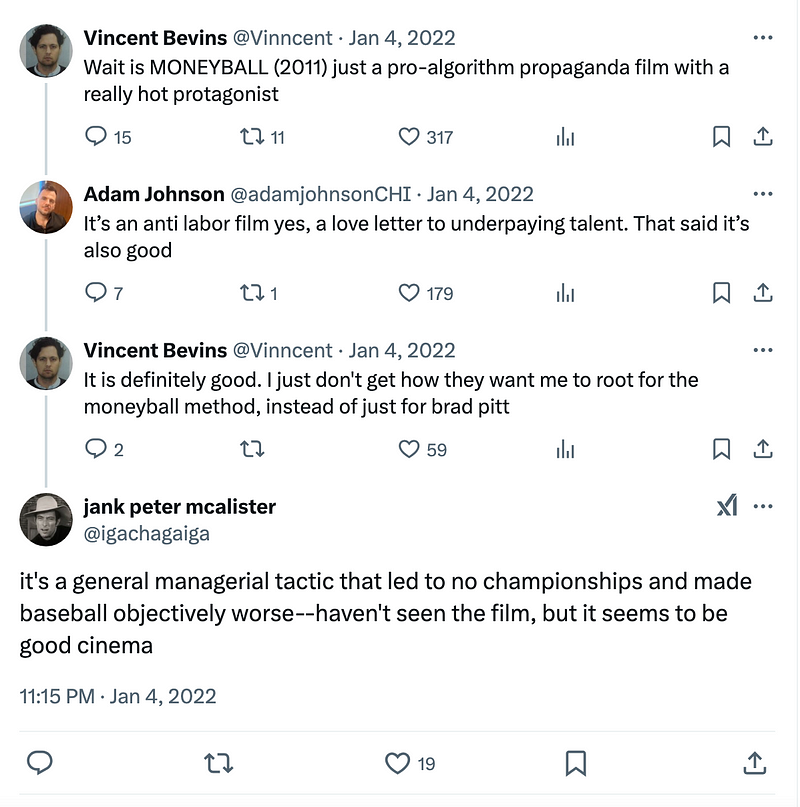 Vincent Bevins @Vinncent · Jan 4, 2022
Wait is MONEYBALL (2011) just a pro-algorithm propaganda film with a
really hot protagonist
15 11 317
Adam Johnson @adamjohnsonCHI · Jan 4, 2022
It’s an anti labor film yes, a love letter to underpaying talent. That said it’s
also good
7 1 179
Vincent Bevins @Vinncent · Jan 4, 2022
It is definitely good. I just don't get how they want me to root for the
moneyball method, instead of just for brad pitt
2 59
jank peter mcalister
@igachagaiga
it's a general managerial tactic that led to no championships and made
baseball objectively worse--haven't seen the film, but it seems to be
good cinema
11:15 PM · Jan 4, 2022
19